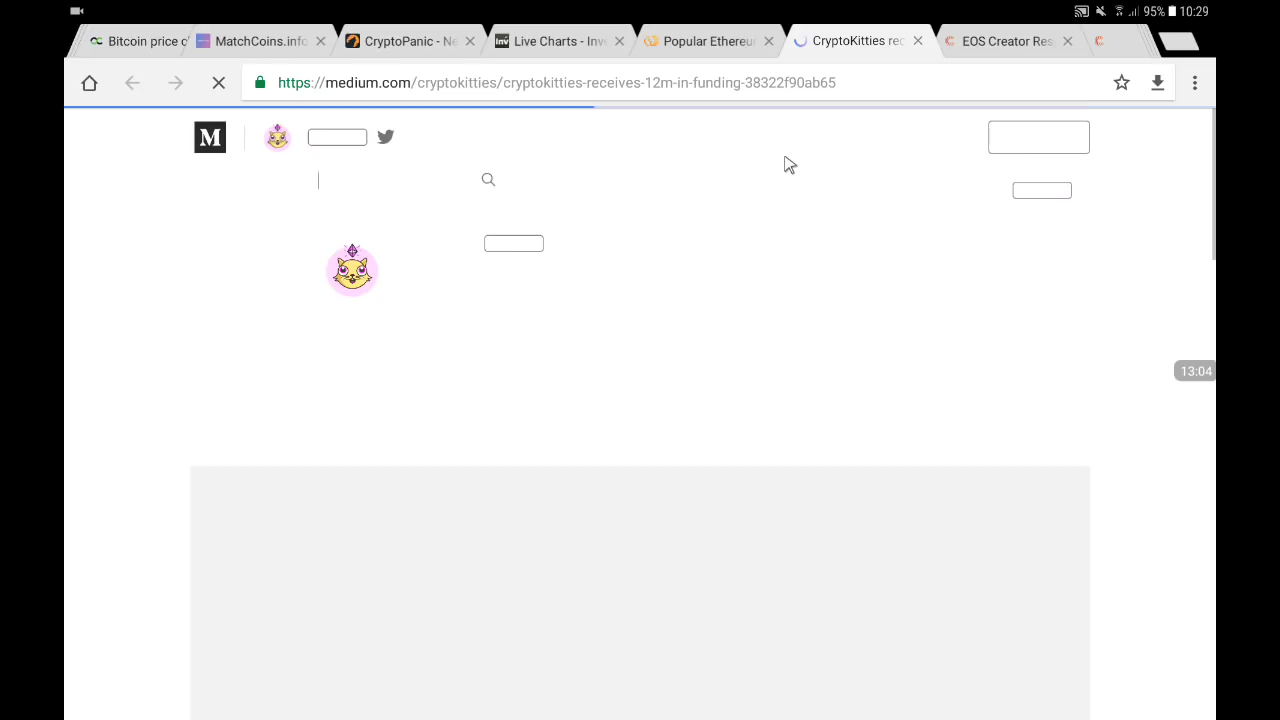 95% 10:29
Bitcoin price o
MatchCoins.info
CryptoPanic - Ne
Inv Live Charts - Inve
Popular Ethereu
CryptoKitties rec
EOS Creator Res
https://medium.com/cryptokitties/cryptokitties-receives-12m-in-funding-38322f90ab65
M
13:04